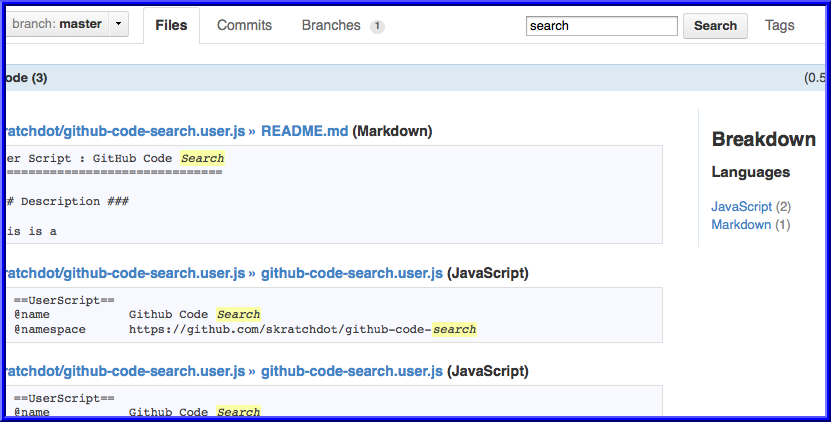 branch: master
Files
Commits
Branches 1
search
Search
Tags
ode (3)
(0.5
ratchdot/github-code-search.user.js » README.md (Markdown)
er Script : GitHub Code Search
==============================
# Description ###
is is a
Breakdown
Languages
JavaScript (2)
Markdown (1)
ratchdot/github-code-search.user.js » github-code-search.user.js (JavaScript)
==UserScript==
@name Github Code Search
@namespace https://github.com/skratchdot/github-code-search
ratchdot/github-code-search.user.js » github-code-search.user.js (JavaScript)
==UserScript==
@name Github Code Search